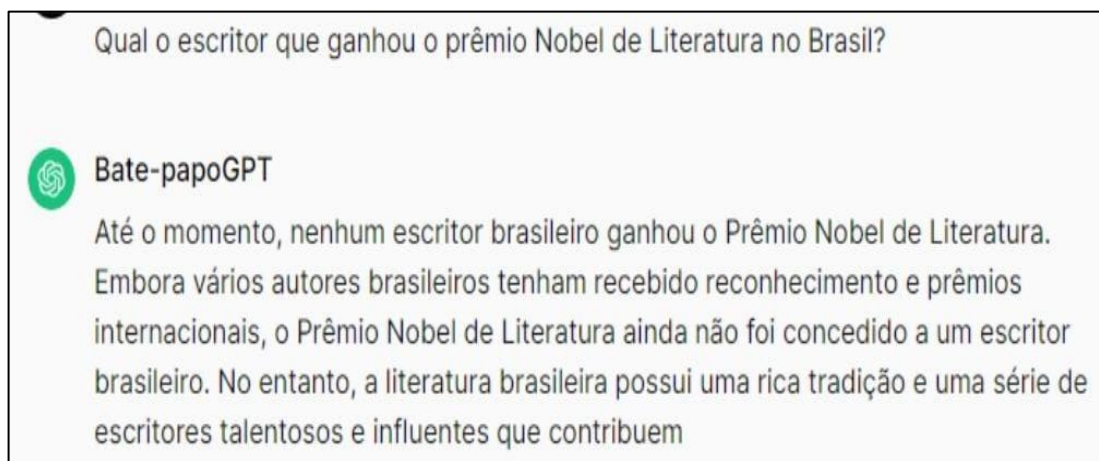 Qual o escritor que ganhou o prêmio Nobel de Literatura no Brasil?
Bate-papoGPT
Até o momento, nenhum escritor brasileiro ganhou o Prêmio Nobel de Literatura.
Embora vários autores brasileiros tenham recebido reconhecimento e prêmios
internacionais, o Prêmio Nobel de Literatura ainda não foi concedido a um escritor
brasileiro. No entanto, a literatura brasileira possui uma rica tradição e uma série de
escritores talentosos e influentes que contribuem